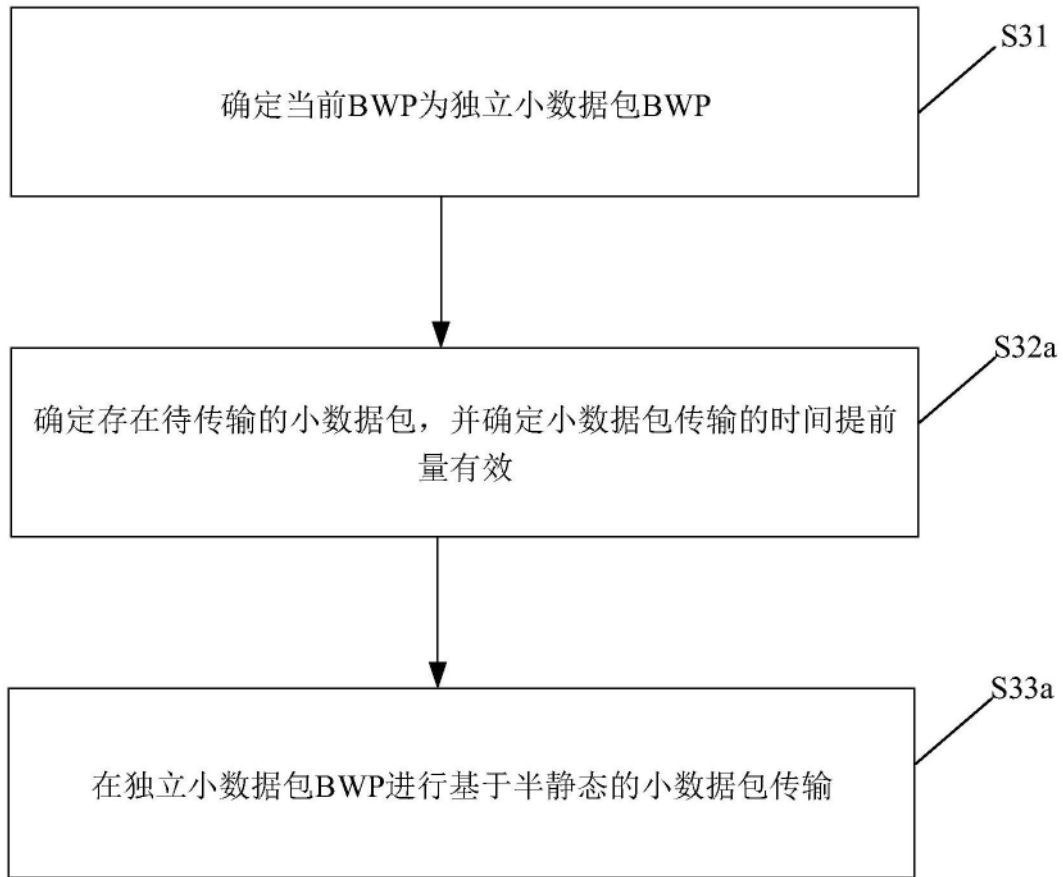 S31
确定当前BWP为独立小数据包BWP
S32a
确定存在待传输的小数据包，并确定小数据包传输的时间提前
量有效
S33a
在独立小数据包BWP进行基于半静态的小数据包传输